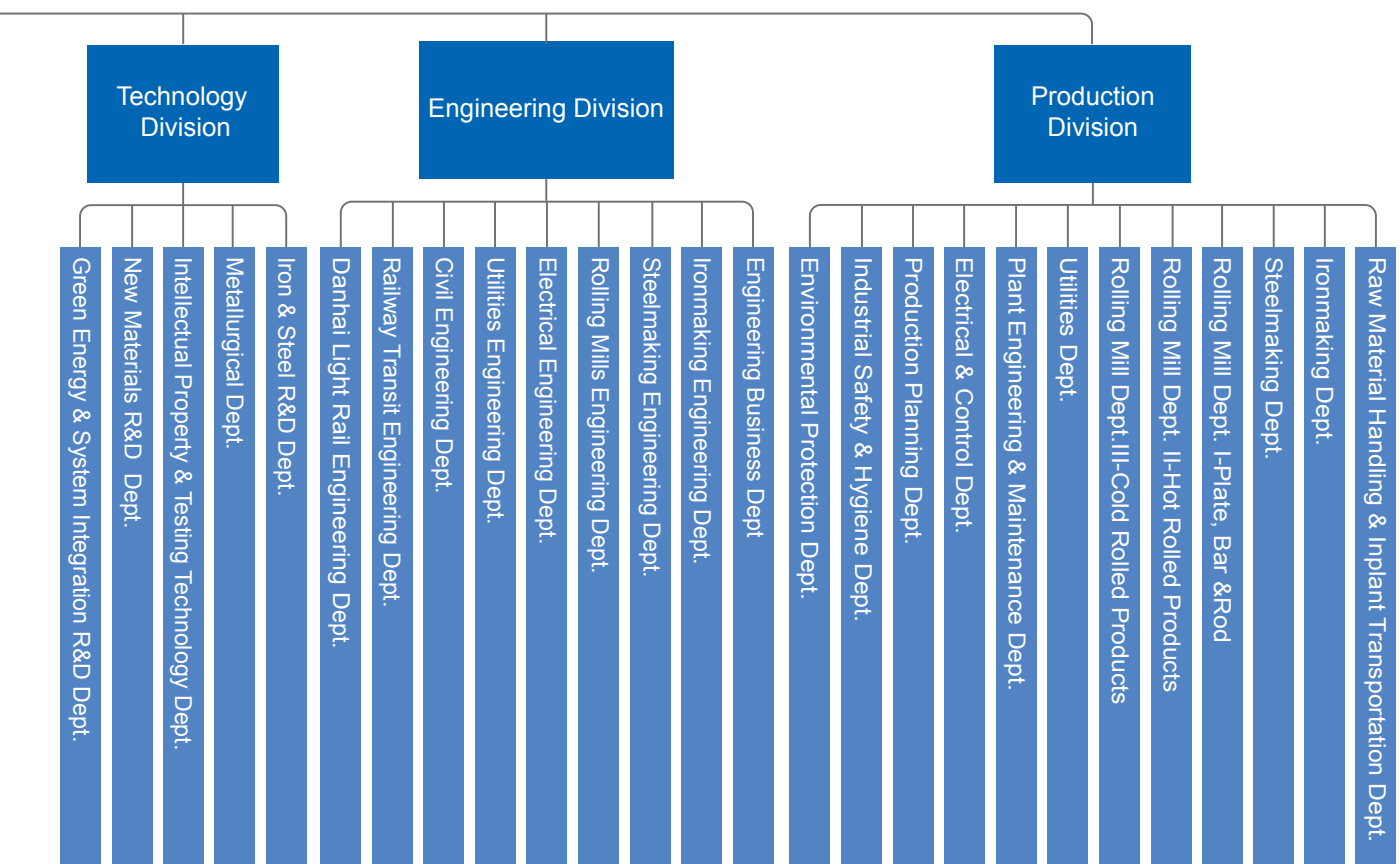 Technology
Division
Engineering Division
Production
Division
Green Energy & System Integration R&D Dept.
New Materials R&D  Dept.
Intellectual Property & Testing Technology Dept.
Metallurgical Dept.
Iron & Steel R&D Dept.
Danhai Light Rail Engineering Dept.
Railway Transit Engineering Dept.
Civil Engineering Dept.
Utilities Engineering Dept.
Electrical Engineering Dept.
Rolling Mills Engineering Dept.
Steelmaking Engineering Dept.
Ironmaking Engineering Dept.
Engineering Business Dept
Environmental Protection Dept.
Industrial Safety & Hygiene Dept.
Production Planning Dept.
Electrical & Control Dept.
Plant Engineering & Maintenance Dept.
Utilities Dept.
Rolling Mill Dept.III-Cold Rolled Products
Rolling Mill Dept. II-Hot Rolled Products
Rolling Mill Dept. I-Plate, Bar &Rod
Steelmaking Dept.
Ironmaking Dept.
Raw Material Handling & Inplant Transportation Dept.